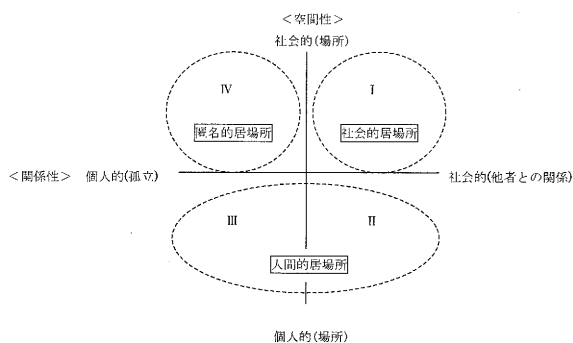 ＜空間性＞
社会的(場所)
Ⅳ
Ⅰ
匿名的居場所
社会的居場所
＜関係性＞ 個人的(孤立)
社会的(他者との関係)
Ⅲ
Ⅱ
人間的居場所
個人的(場所)